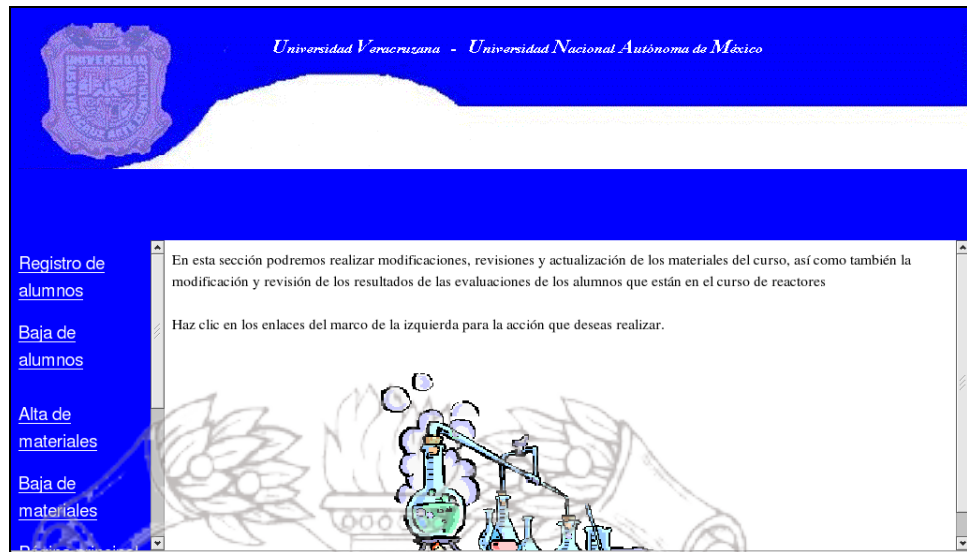 Universidad Veracruzana - Universidad Nacional Autónoma de México
Registro de
alumnos
Baja de
alumnos
Alta de
materiales
Baja de
materiales
En esta sección podremos realizar modificaciones, revisiones y actualización de los materiales del curso, así como también la
modificación y revisión de los resultados de las evaluaciones de los alumnos que están en el curso de reactores
Haz clic en los enlaces del marco de la izquierda para la acción que deseas realizar.